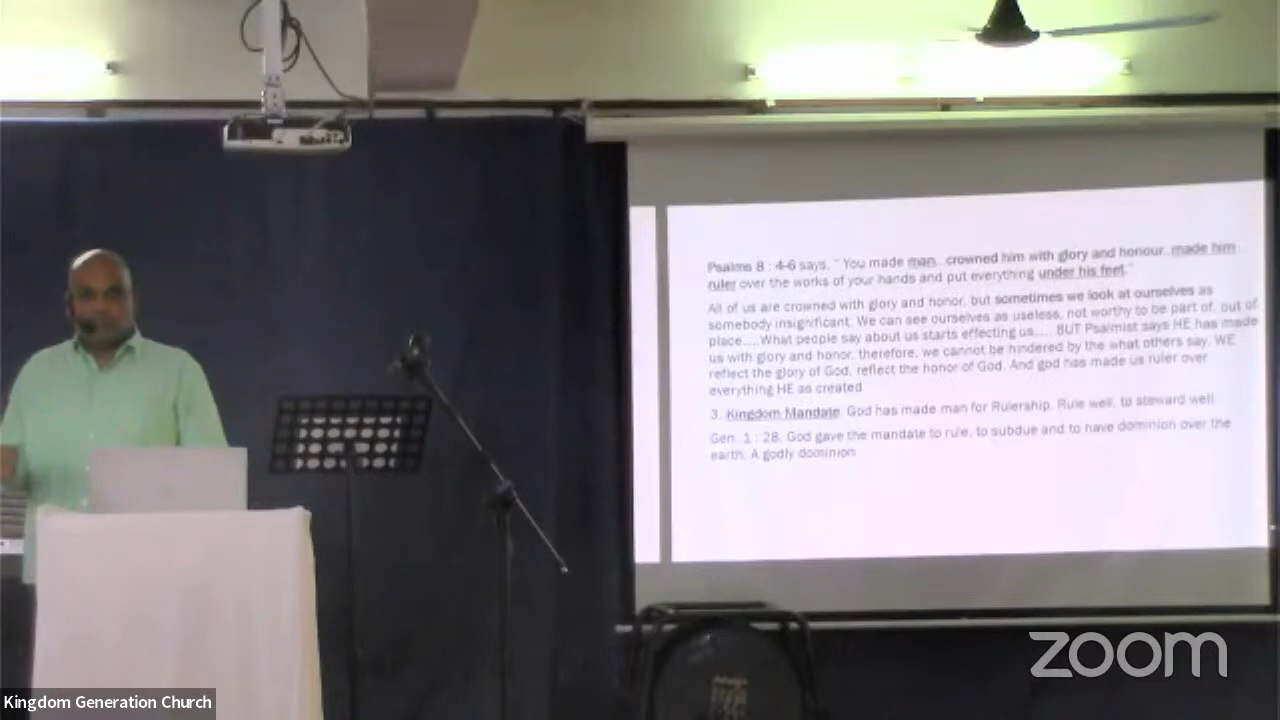 Psalms 8 : 4-6 says, " You made man...crowned him with glory and honour, made him
ruler over the works of your hands and put everything under his feet."
All of us are crowned with glory and honor, but sometimes we look at ourselves as
somebody insignificant. We can see ourselves as useless, not worthy to be part of, out of
place....What people say about us starts effecting us.... BUT Psalmist says HE has made
us with glory and honor, therefore, we cannot be hindered by the what others say. WE
reflect the glory of God, reflect the honor of God. And god has made us ruler over
everything HE as created
3. Kingdom Mandate. God has made man for Rulership. Rule well, to steward well.
Gen. 1 : 28. God gave the mandate to rule, to subdue and to have dominion over the
earth. A godly dominion
zoom
Kingdom Generation Church